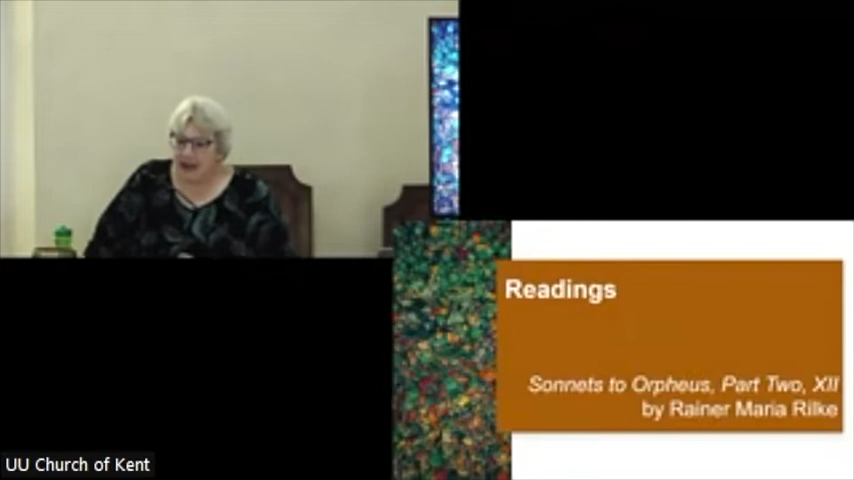 Readings
Sonnets to Orpheus, Part Two, XII
by Rainer Maria Rilke
UU Church of Kent